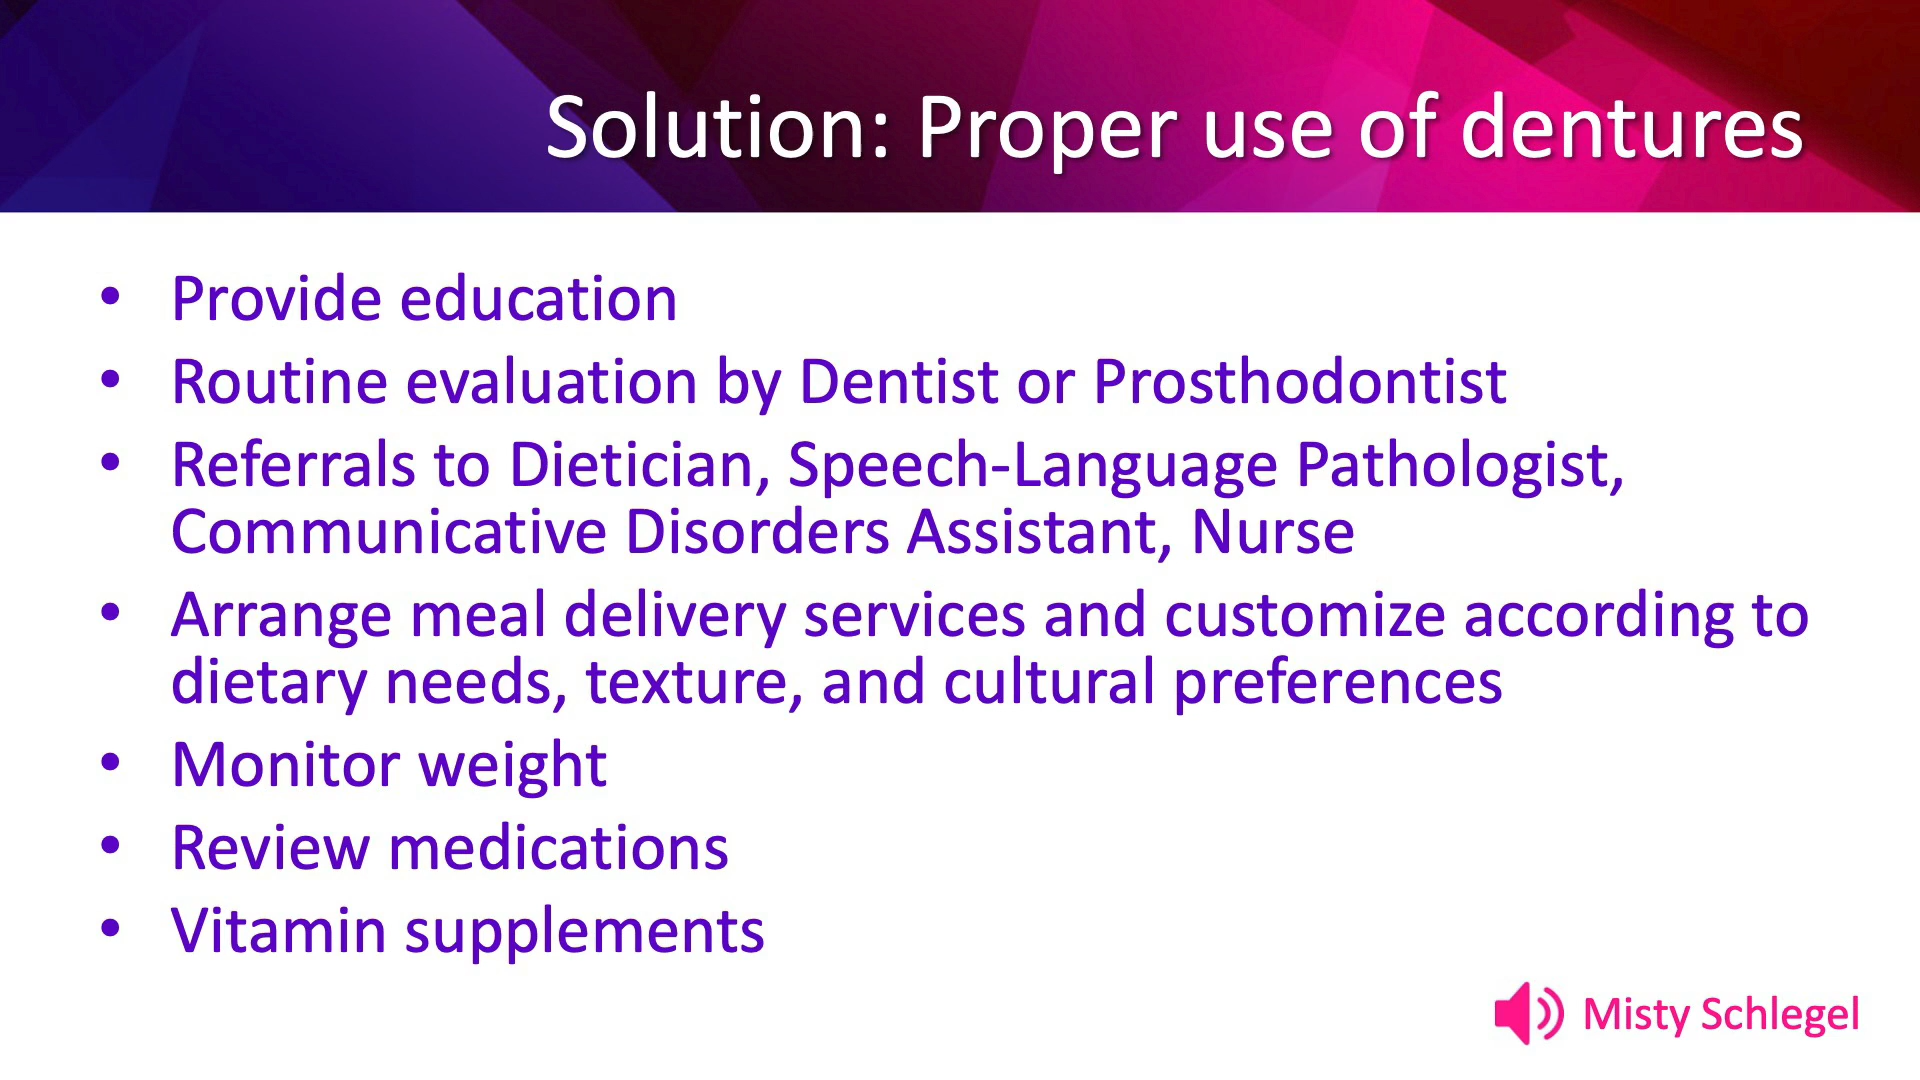 Solution: Proper use of dentures
• Provide education
• Routine evaluation by Dentist or Prosthodontist
• Referrals to Dietician, Speech-Language Pathologist,
Communicative Disorders Assistant, Nurse
• Arrange meal delivery services and customize according to
dietary needs, texture, and cultural preferences
• Monitor weight
• Review medications
• Vitamin supplements
Misty Schlegel